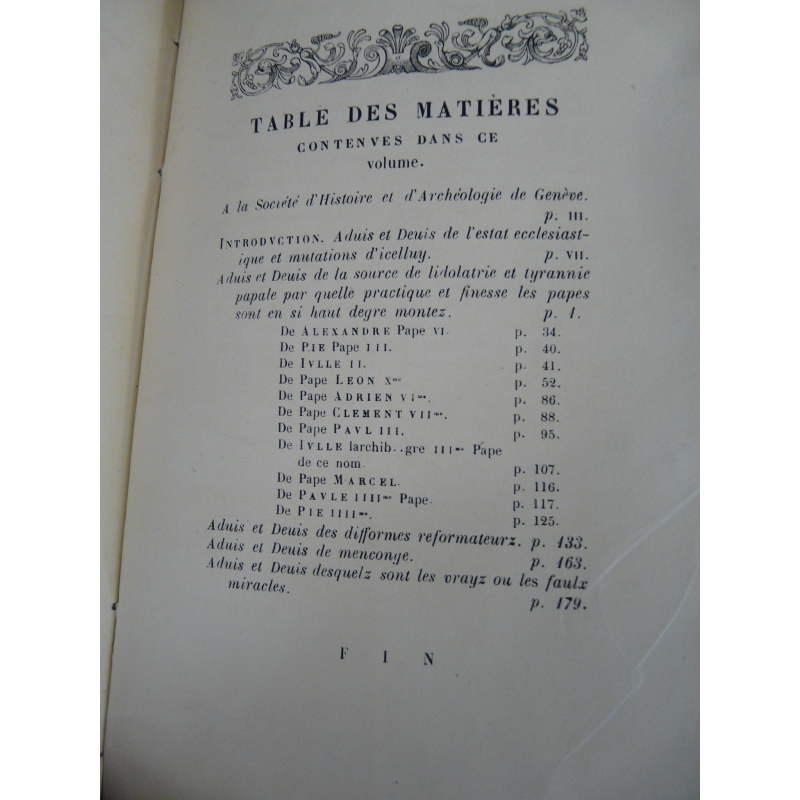 TABLE DES MATIÈRES
CONTENVES DANS CE
volume.
A la Société d'Histoire et d'Archéologie de Genève.
p. III.
INTRODVCTION. Aduis et Deuis de l'estat ecclesiast-
ique et mutations d'icelluy. p. VII.
Aduis et Deuis de la source de lidolatrie et tyrannie
papale par quelle practique et finesse les papes
sont en si haut degre montez. p. 1.
De ALEXANDRE Pape VI. p. 34.
De PIE Pape III. p. 40.
De IVLLE II. p. 41.
De Pape LEON Xme p. 52.
De Pape ADRIEN VIme. p. 86.
De Pape CLEMENT VIIme. p. 88.
De Pape PAVL III. p. 95.
De IVLLE larchib..gre IIIme Pape
de ce nom. p. 107.
De Pape MARCEL. p. 116.
De PAVLE IIIIme Pape. p. 117.
De PIE IIIIme. p. 125.
Aduis et Deuis des difformes reformateurz. p. 133.
Aduis et Deuis de menconge. p. 163.
Aduis et Deuis desquelz sont les vrayz ou les faulx
miracles. p. 179.
F I N